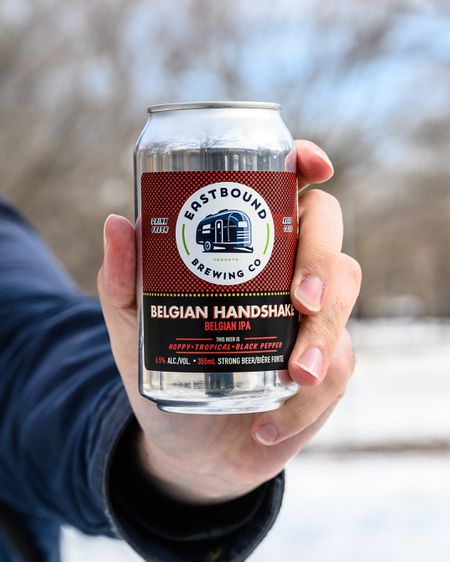 EASTBOUND
DRINK FRESH
KEEP COLD
TORONTO
BREWING CO
BELGIAN HANDSHAKE
BELGIAN IPA
THIS BEER IS
HOPPY • TROPICAL • BLACK PEPPER
6.5% ALC./VOL. • 355mL STRONG BEER/BIÈRE FORTE